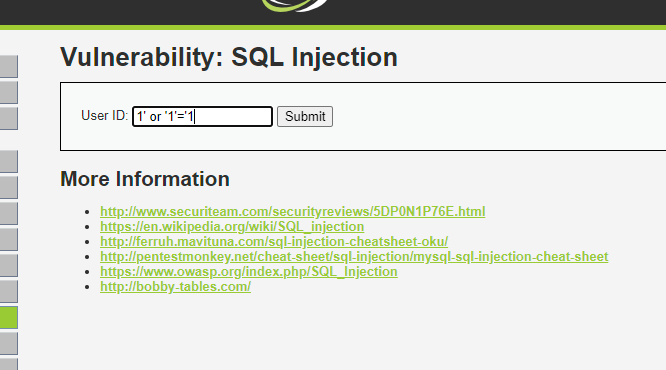 Vulnerability: SQL Injection
User ID: 1' or '1'='1 Submit
More Information
http://www.securiteam.com/securityreviews/5DP0N1P76E.html
https://en.wikipedia.org/wiki/SQL_injection
http://ferruh.mavituna.com/sql-injection-cheatsheet-oku/
http://pentestmonkey.net/cheat-sheet/sql-injection/mysql-sql-injection-cheat-sheet
https://www.owasp.org/index.php/SQL_Injection
http://bobby-tables.com/